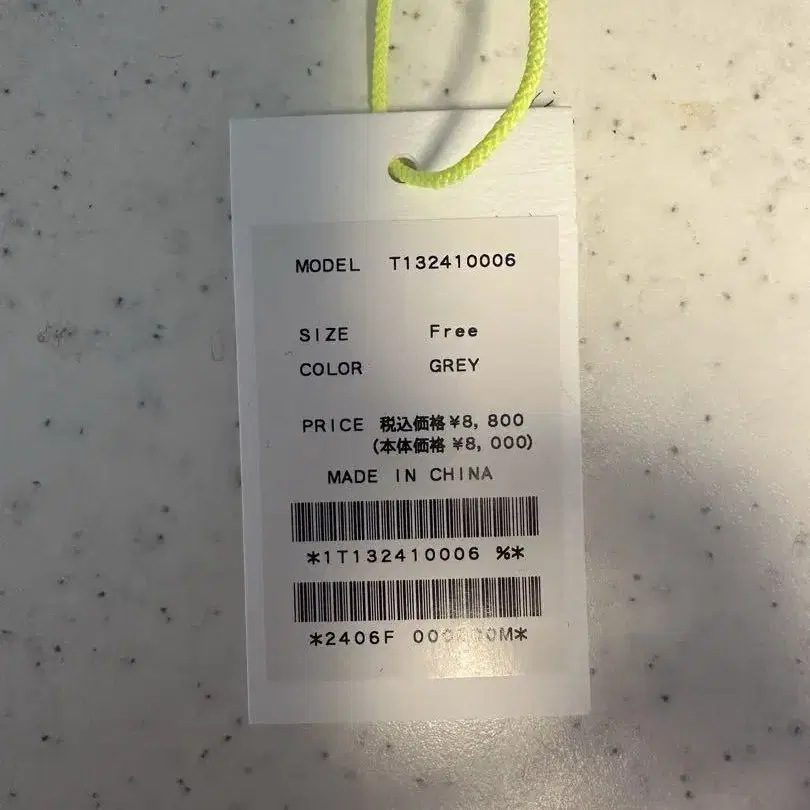 MODEL T132410006
SIZE Free
COLOR GREY
PRICE 税込価格 ¥8,800
(本体価格 ¥8,000)
MADE IN CHINA
*1T132410006 %*
*2406F